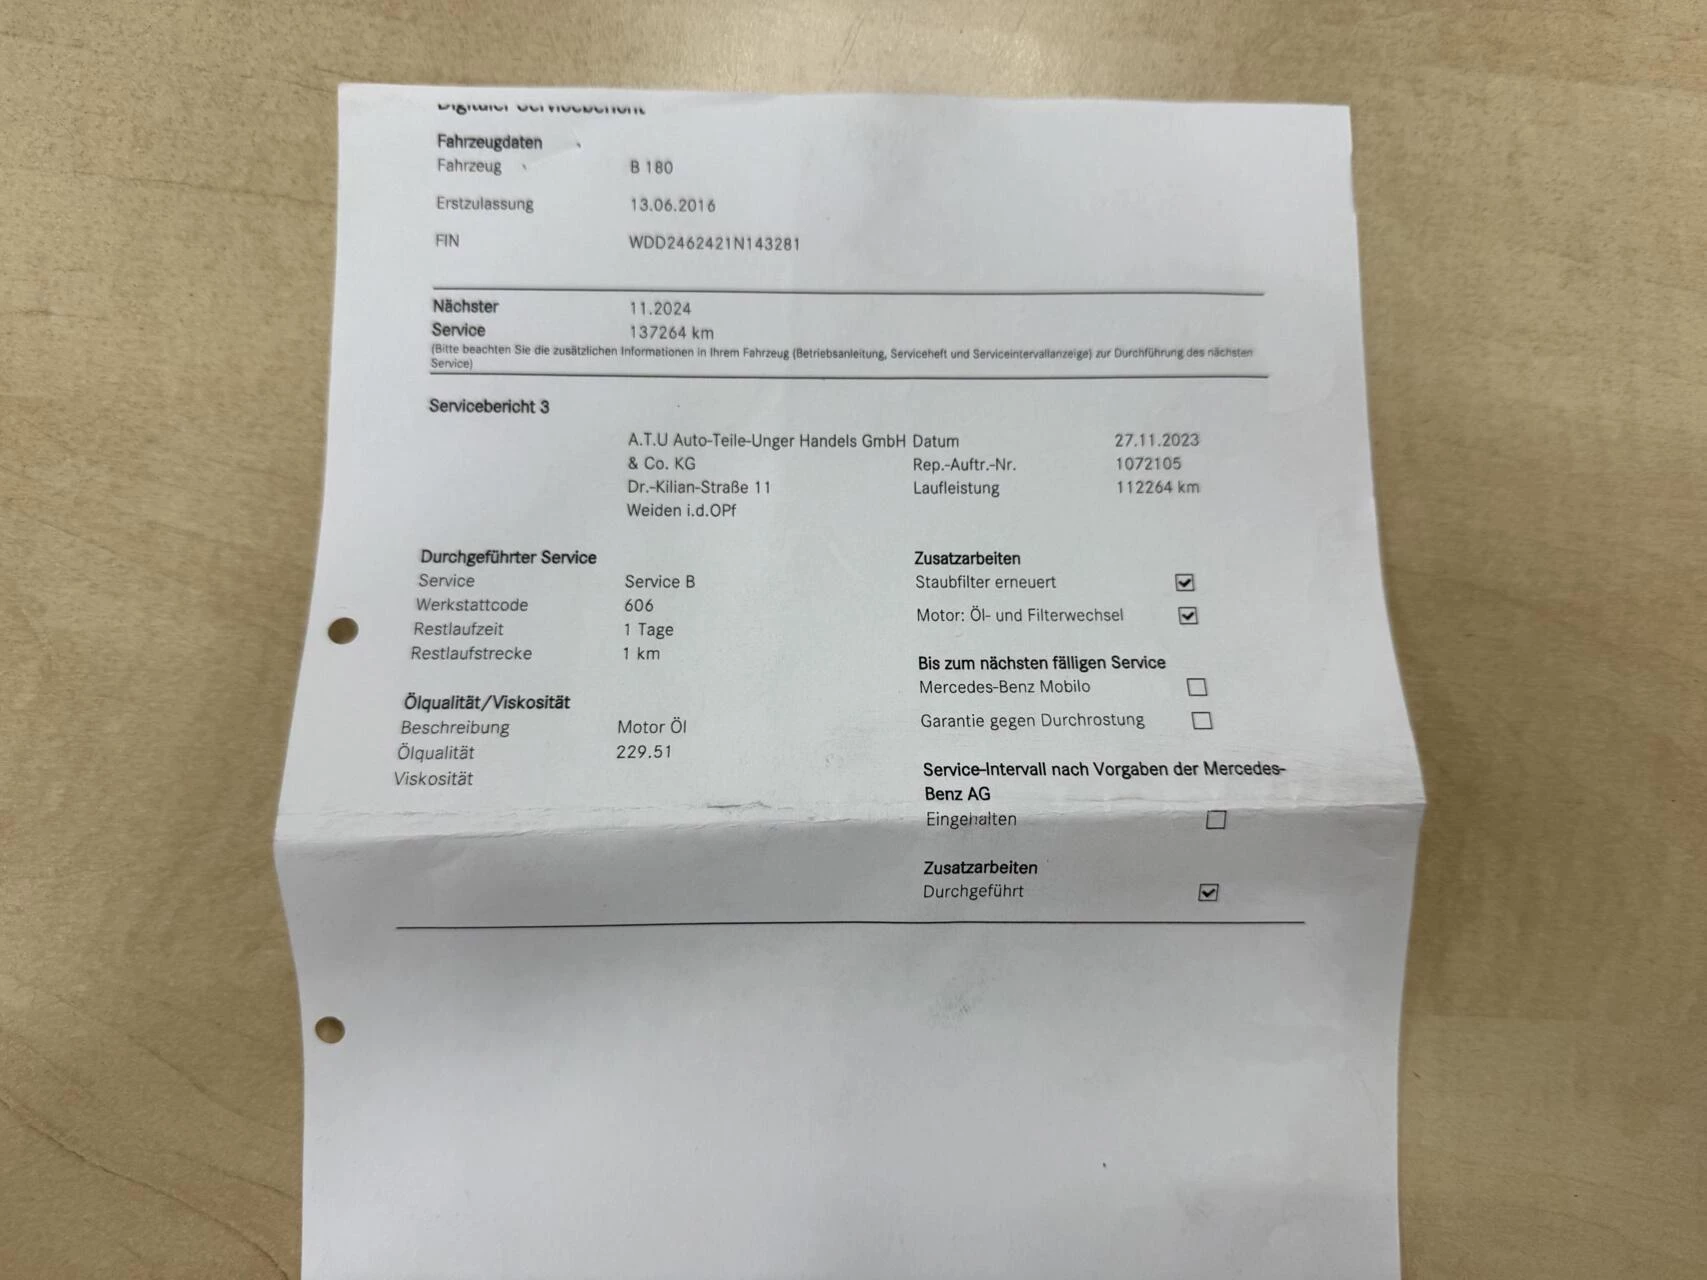 Digitaler Servicebericht
Fahrzeugdaten
Fahrzeug B 180
Erstzulassung 13.06.2016
FIN WDD2462421N143281
Nächster 11.2024
Service 137264 km
(Bitte beachten Sie die zusätzlichen Informationen in Ihrem Fahrzeug (Betriebsanleitung, Serviceheft und Serviceintervallanzeige) zur Durchführung des nächsten
Service)
Servicebericht 3
A.T.U Auto-Teile-Unger Handels GmbH Datum 27.11.2023
& Co. KG Rep.-Auftr.-Nr. 1072105
Dr.-Kilian-Straße 11 Laufleistung 112264 km
Weiden i.d.OPf
Durchgeführter Service
Service Service B
Werkstattcode 606
Restlaufzeit 1 Tage
Restlaufstrecke 1 km
Ölqualität/Viskosität
Beschreibung Motor Öl
Ölqualität 229.51
Viskosität
Zusatzarbeiten
Staubfilter erneuert
Motor: Öl- und Filterwechsel
Bis zum nächsten fälligen Service
Mercedes-Benz Mobilo
Garantie gegen Durchrostung
Service-Intervall nach Vorgaben der Mercedes-
Benz AG
Eingehalten
Zusatzarbeiten
Durchgeführt